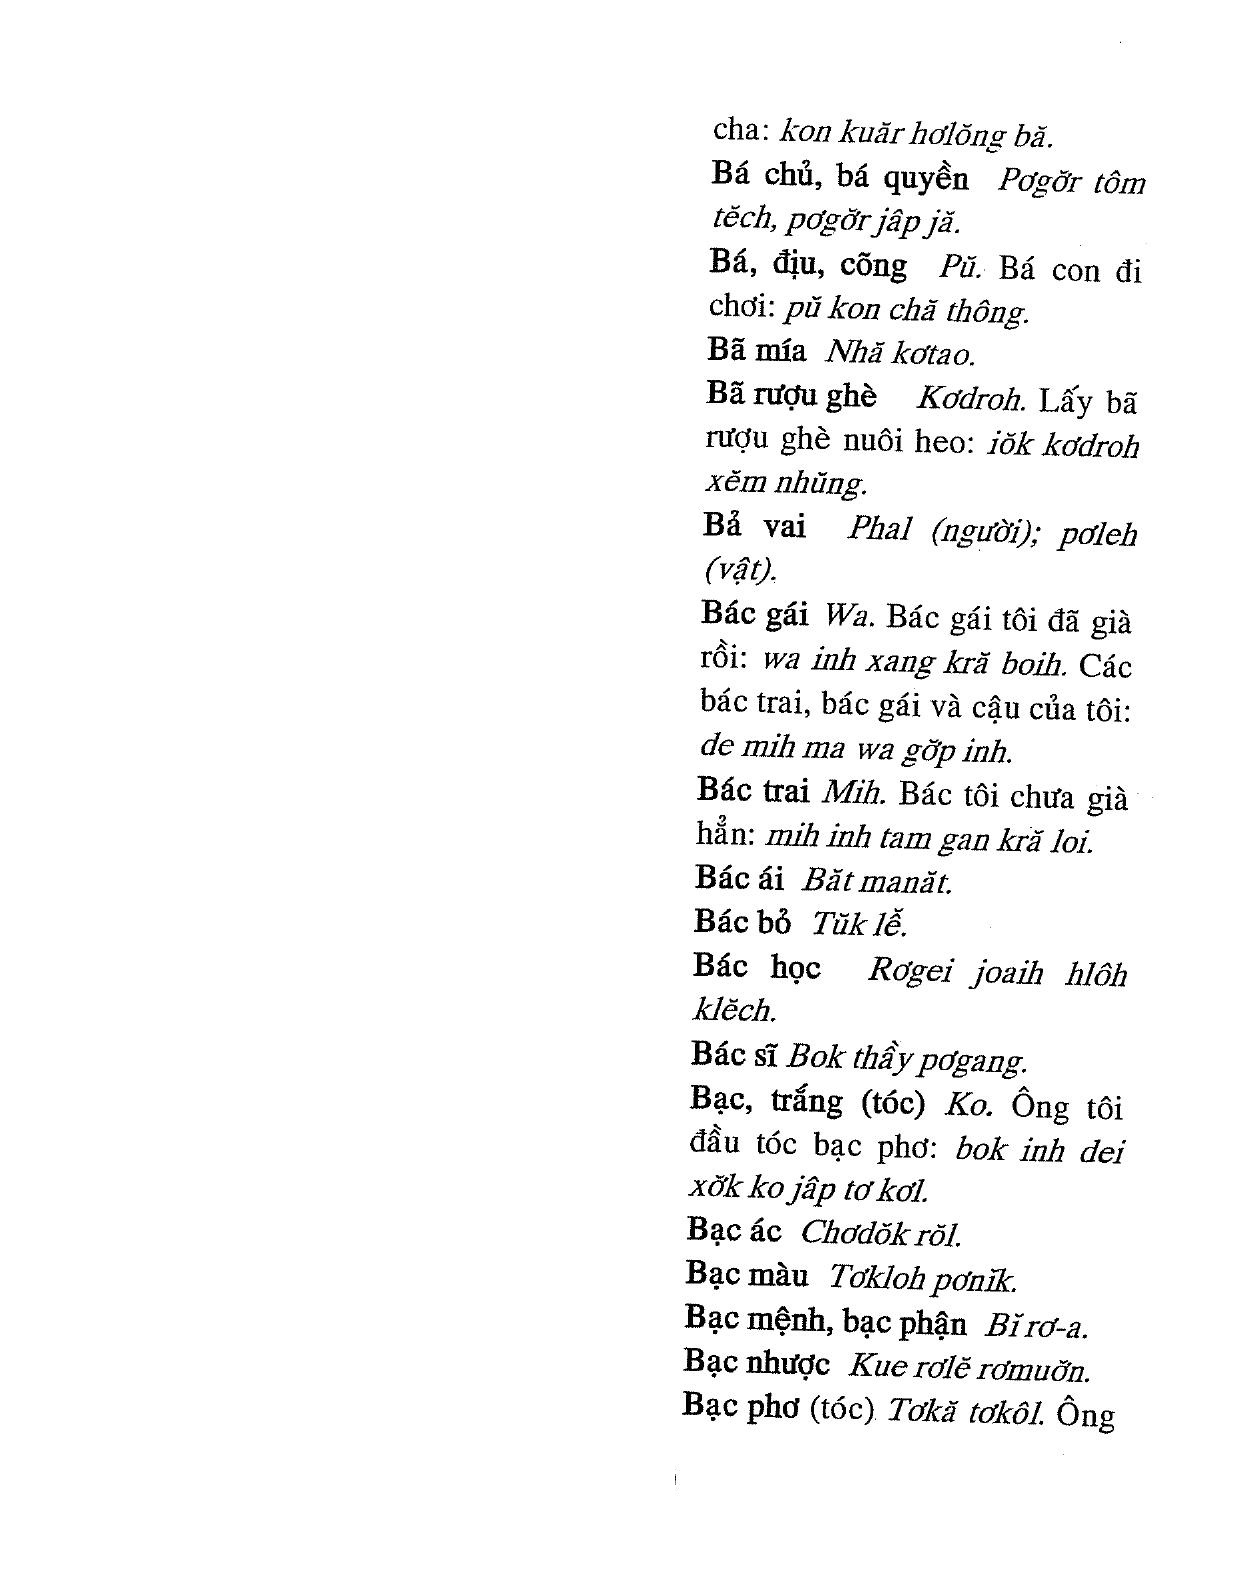 cha: kon kuăr hơlŏng bă.
Bá chủ, bá quyền Pơgơ̆r tôm
tĕch, pơgơ̆r jâp jă.
Bá, địu, cõng Pŭ. Bá con đi
chơi: pŭ kon chă thông.
Bã mía Nhă kơtao.
Bã rượu ghè Kơdroh. Lấy bã
rượu ghè nuôi heo: iŏk kơdroh
xĕm nhŭng.
Bả vai Phal (người); pơleh
(vật).
Bác gái Wa. Bác gái tôi đã già
rồi: wa inh xang kră boih. Các
bác trai, bác gái và cậu của tôi:
de mih ma wa gơ̆p inh.
Bác trai Mih. Bác tôi chưa già
hẳn: mih inh tam gan kră loi.
Bác ái Băt manăt.
Bác bỏ Tŭk lê̆.
Bác học Rơgei joaih hlôh
klĕch.
Bác sĩ Bok thầy pơgang.
Bạc, trắng (tóc) Ko. Ông tôi
đầu tóc bạc phơ: bok inh dei
xơ̆k ko jâp tơ kơl.
Bạc ác Chơdŏk rŏl.
Bạc màu Tơkloh pơnĭk.
Bạc mệnh, bạc phận Bĭ rơ-a.
Bạc nhược Kue rơlĕ rơmuơ̆n.
Bạc phơ (tóc) Tơkă tơkôl. Ông